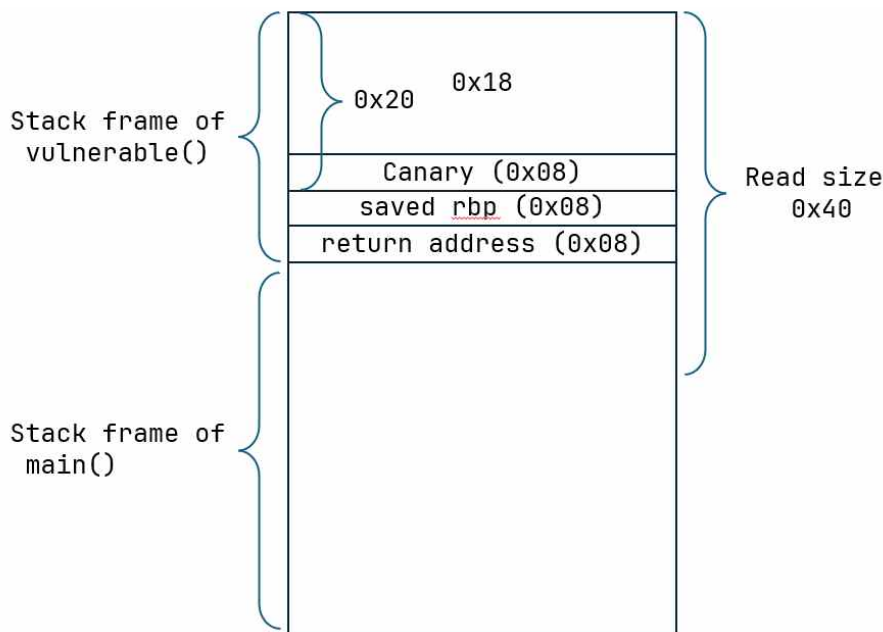 0x18
0x20
Stack frame of
vulnerable()
Canary (0x08)
saved rbp (0x08)
return address (0x08)
Read size
0x40
Stack frame of
main()